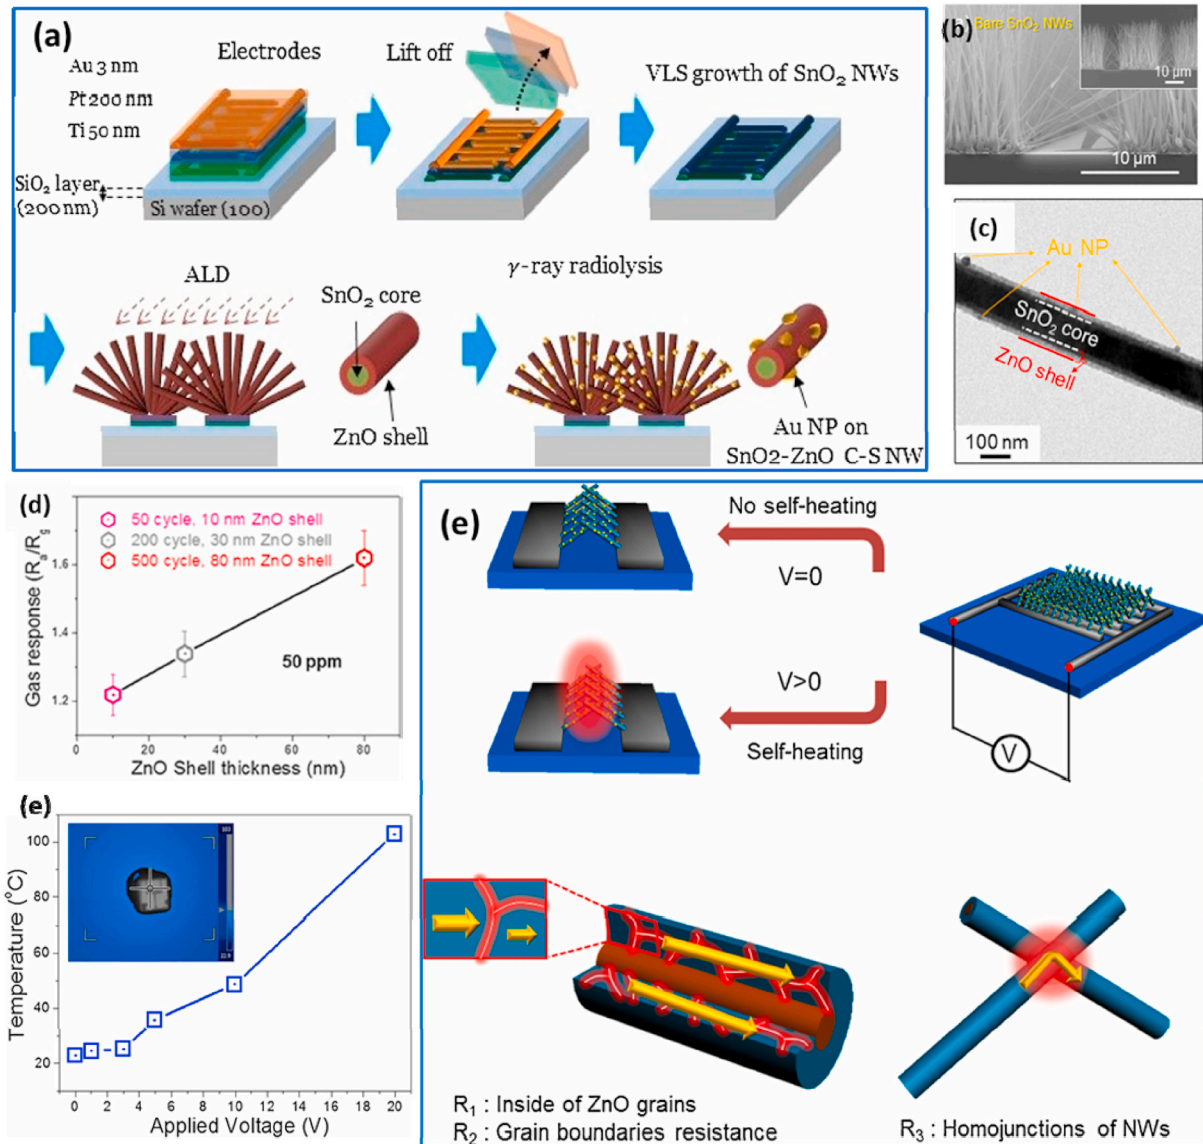 (a)
Electrodes
Au 3 nm
Pt 200 nm
Ti 50 nm
SiO₂ layer
(200 nm)
Si wafer (100)
Lift off
VLS growth of SnO₂ NWs
ALD
SnO₂ core
ZnO shell
γ-ray radiolysis
Au NP on
SnO2-ZnO C-S NW
(b)
Bare SnO₂ NWs
10 µm
10 µm
(c)
Au NP
SnO₂ core
ZnO shell
100 nm
(d)
50 cycle, 10 nm ZnO shell
200 cycle, 30 nm ZnO shell
500 cycle, 80 nm ZnO shell
50 ppm
Gas response (Rₐ/R_g)
1.6
1.4
1.2
0
20
40
60
80
ZnO Shell thickness (nm)
(e)
100
80
60
40
20
Temperature (°C)
0
2
4
6
8
10
12
14
16
18
20
Applied Voltage (V)
(e)
No self-heating
V=0
V>0
Self-heating
V
R₁ : Inside of ZnO grains
R₂ : Grain boundaries resistance
R₃ : Homojunctions of NWs